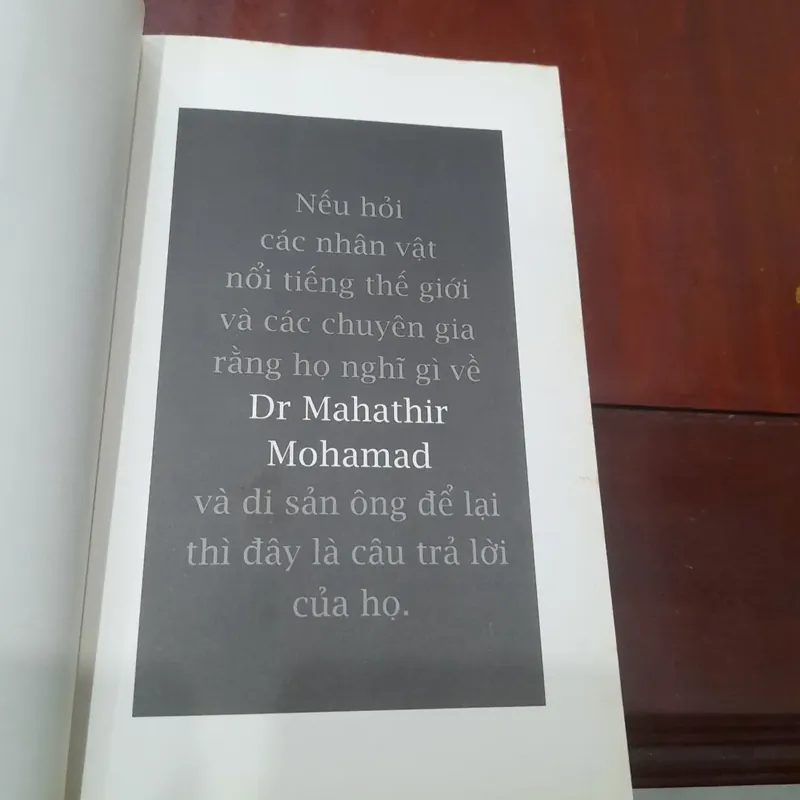 Nếu hỏi
các nhân vật
nổi tiếng thế giới
và các chuyên gia
rằng họ nghĩ gì về
Dr Mahathir
Mohamad
và di sản ông để lại
thì đây là câu trả lời
của họ.